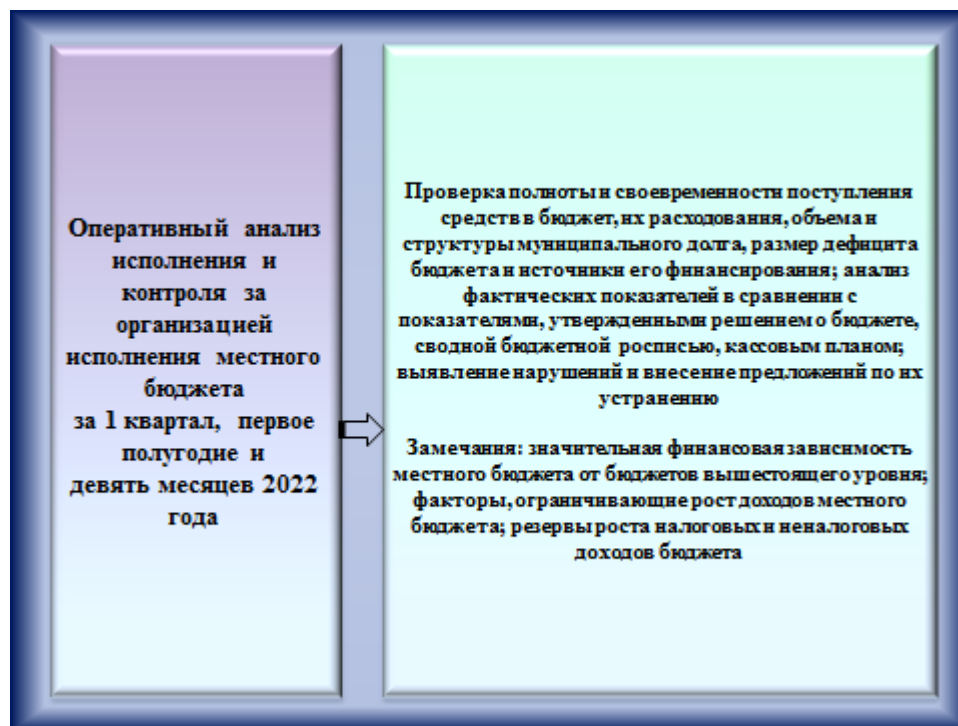 Оперативный анализ
исполнения и
контроля за
организацией
исполнения местного
бюджета
за 1 квартал, первое
полугодие и
девять месяцев 2022
года
Проверка полноты и своевременности поступления
средств в бюджет, их расходования, объема и
структуры муниципального долга, размер дефицита
бюджета и источники его финансирования; анализ
фактических показателей в сравнении с
показателями, утвержденными решением о бюджете,
сводной бюджетной росписью, кассовым планом;
выявление нарушений и внесение предложений по их
устранению
Замечания: значительная финансовая зависимость
местного бюджета от бюджетов вышестоящего уровня;
факторы, ограничивающие рост доходов местного
бюджета; резервы роста налоговых и неналоговых
доходов бюджета